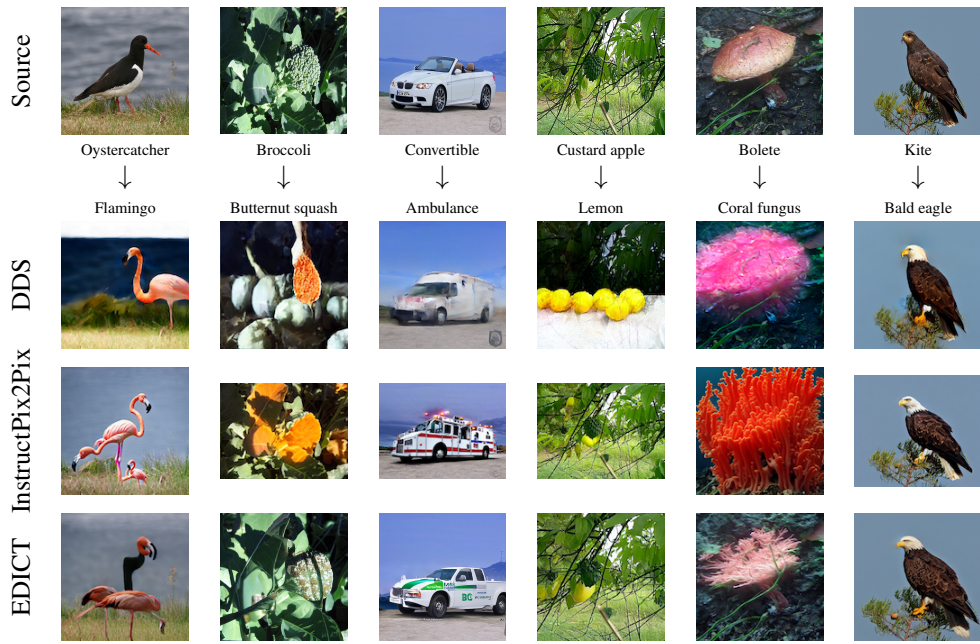 Source
Oystercatcher
Broccoli
Convertible
Custard apple
Bolete
Kite
↓ ↓ ↓ ↓ ↓ ↓
Flamingo
Butternut squash
Ambulance
Lemon
Coral fungus
Bald eagle
DDS
InstructPix2Pix
EDICT
BG